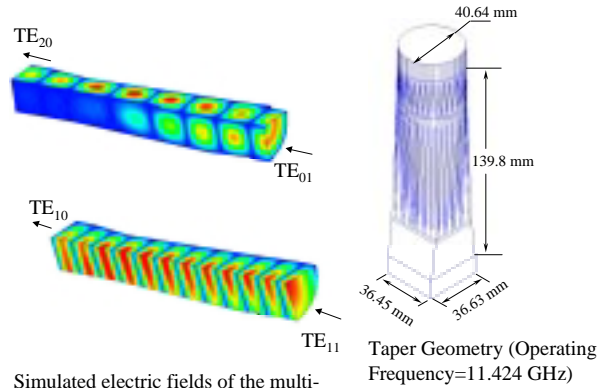 TE20
TE01
TE10
TE11
Simulated electric fields of the multi-
40.64 mm
139.8 mm
36.45 mm
36.63 mm
Taper Geometry (Operating
Frequency=11.424 GHz)